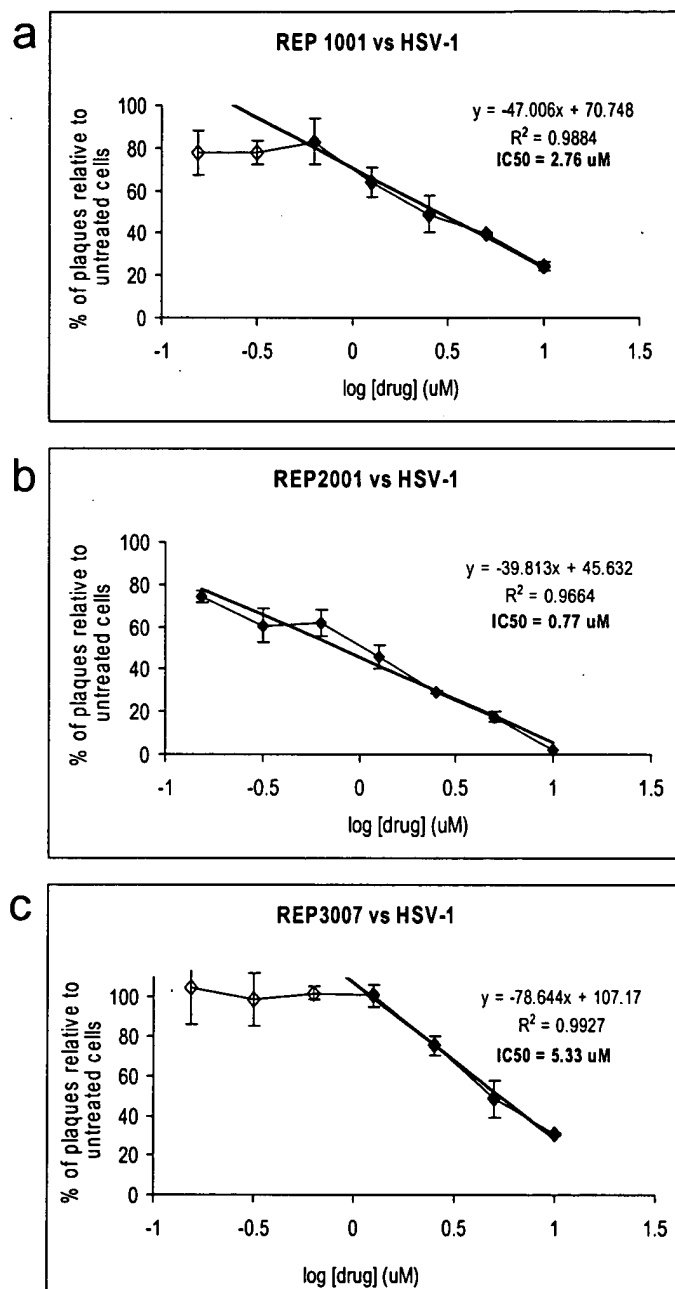 a
REP 1001 vs HSV-1
y = -47.006x + 70.748
R² = 0.9884
IC50 = 2.76 uM
% of plaques relative to
untreated cells
100
80
60
40
20
0
-1 -0.5 0 0.5 1 1.5
log [drug] (uM)
b
REP2001 vs HSV-1
y = -39.813x + 45.632
R² = 0.9664
IC50 = 0.77 uM
% of plaques relative to
untreated cells
100
80
60
40
20
0
-1 -0.5 0 0.5 1 1.5
log [drug] (uM)
c
REP3007 vs HSV-1
y = -78.644x + 107.17
R² = 0.9927
IC50 = 5.33 uM
% of plaques relative to
untreated cells
100
80
60
40
20
0
-1 -0.5 0 0.5 1 1.5
log [drug] (uM)